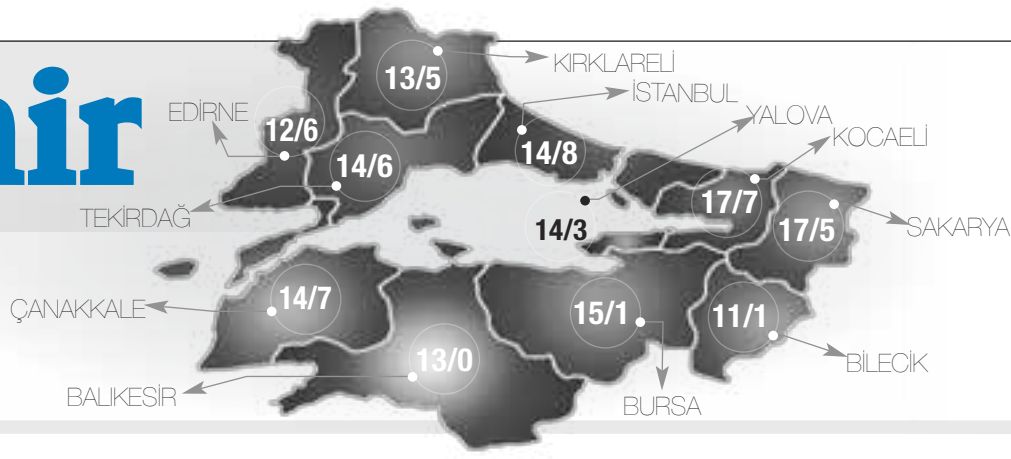 nir
KIRKLARELİ
13/5
İSTANBUL
EDİRNE
12/6
YALOVA
KOCAELİ
14/6
14/8
17/7
TEKİRDAĞ
14/3
17/5
SAKARYA
ÇANAKKALE
14/7
15/1
11/1
13/0
BİLECİK
BALIKESİR
BURSA